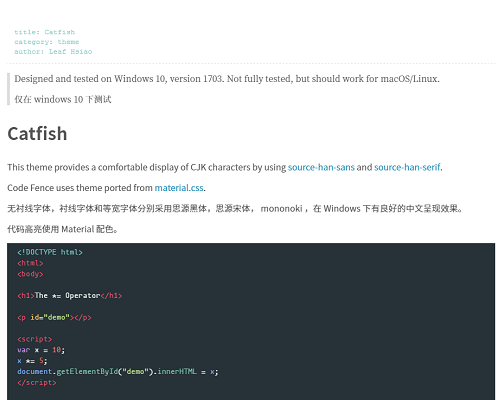 title: Catfish
category: theme
author: Leaf Hsiao
Designed and tested on Windows 10, version 1703. Not fully tested, but should work for macOS/Linux.
仅在 windows 10 下测试
Catfish
This theme provides a comfortable display of CJK characters by using source-han-sans and source-han-serif.
Code Fence uses theme ported from material.css.
无衬线字体，衬线字体和等宽字体分别采用思源黑体，思源宋体， mononoki ，在 Windows 下有良好的中文呈现效果。
代码高亮使用 Material 配色。
<!DOCTYPE html>
<html>
<body>
<h1>The *= Operator</h1>
<p id="demo"></p>
<script>
var x = 10;
x *= 5;
document.getElementById("demo").innerHTML = x;
</script>